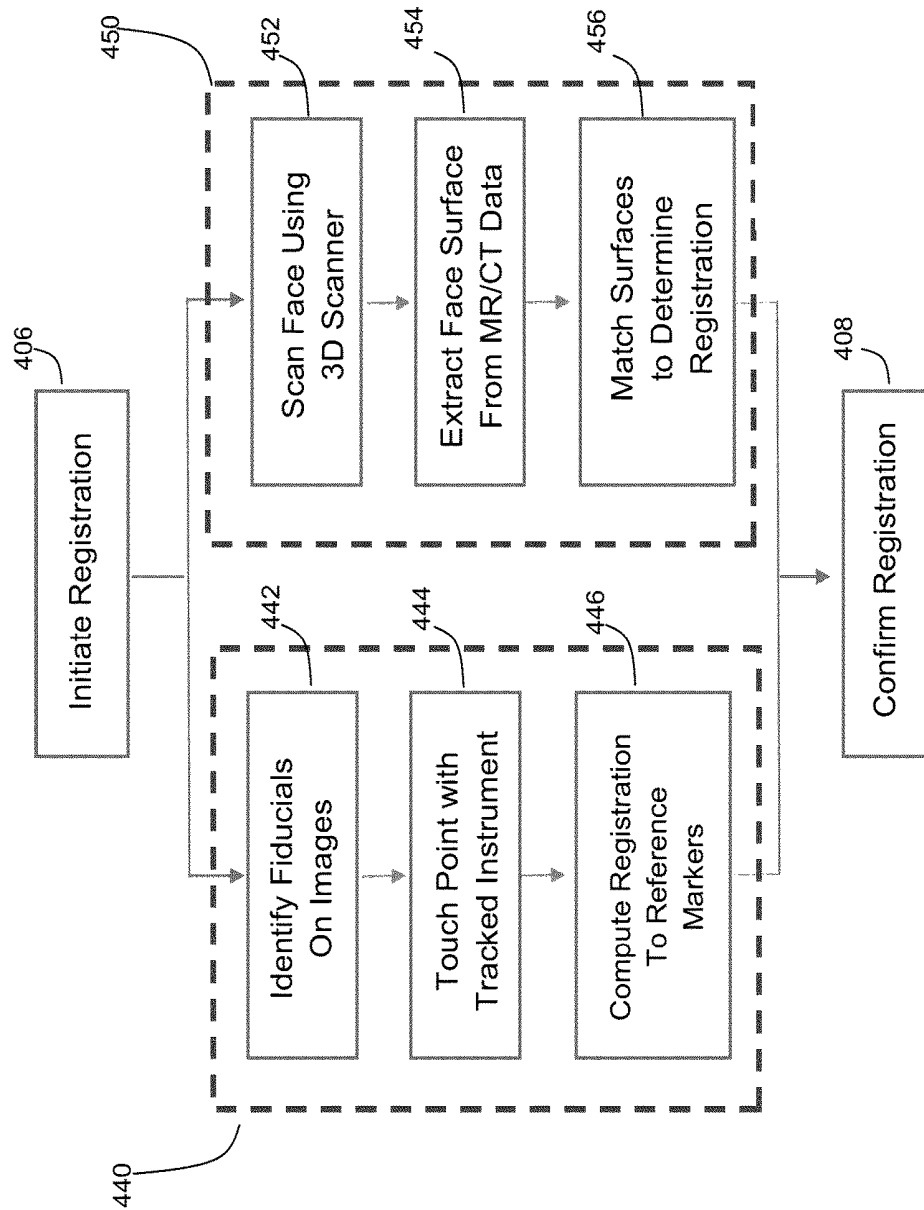 406
Initiate Registration
440
442
Identify Fiducials
On Images
444
Touch Point with
Tracked Instrument
446
Compute Registration
To Reference
Markers
450
452
Scan Face Using
3D Scanner
454
Extract Face Surface
From MR/CT Data
456
Match Surfaces
to Determine
Registration
408
Confirm Registration